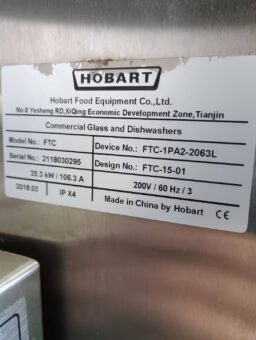 HOBART
Hobart Food Equipment Co.,Ltd.
No.8 Yesheng RD,XiQing Economic Development Zone,Tianjin
Commercial Glass and Dishwashers
Model No.: FTC Device No.: FTC-1PA2-2063L
Serial No.: 2118030295 Design No.: FTC-15-01
35.3 kW / 106.3 A 200V / 60 Hz / 3
2018.03 IP X4 Made in China by Hobart CE